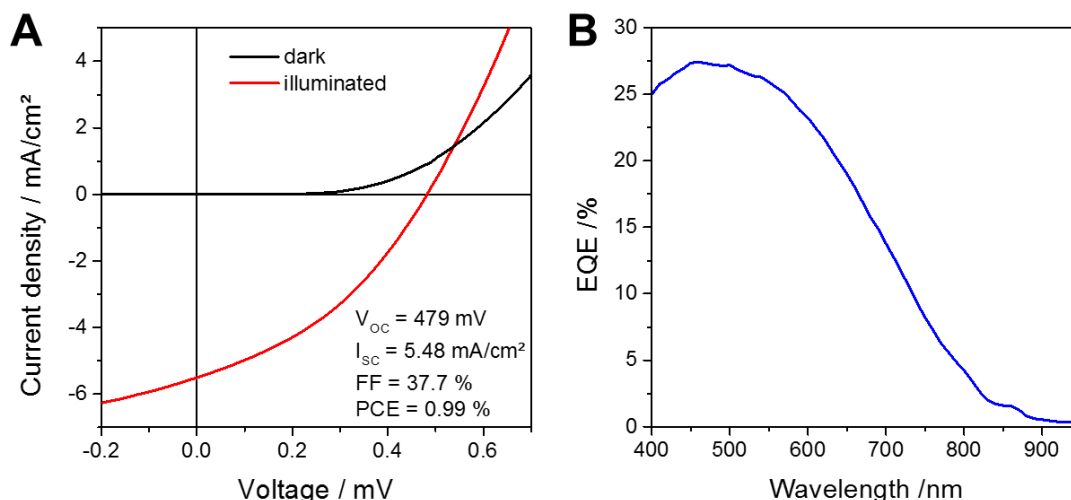 A
Current density / mA/cm²
4
2
0
-2
-4
-6
dark
illuminated
V_OC = 479 mV
I_SC = 5.48 mA/cm²
FF = 37.7 %
PCE = 0.99 %
-0.2 0.0 0.2 0.4 0.6
Voltage / mV
B
EQE /%
30
25
20
15
10
5
0
400 500 600 700 800 900
Wavelength /nm